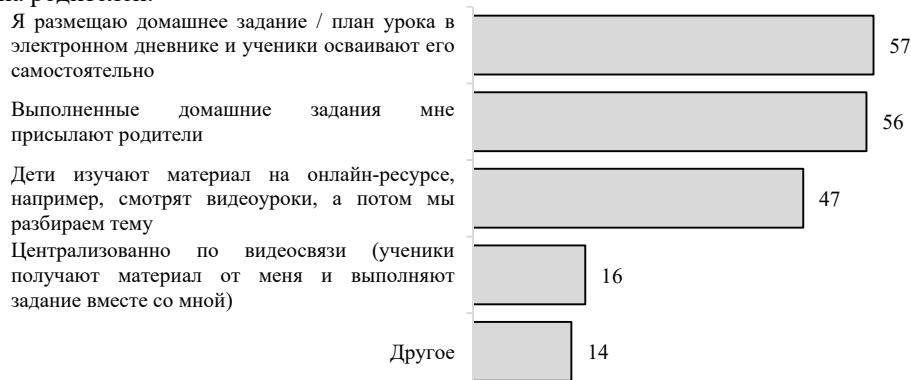 на родителей.
Я размещаю домашнее задание / план урока в
электронном дневнике и ученики осваивают его
самостоятельно
57
Выполненные домашние задания мне
присылают родители
56
Дети изучают материал на онлайн-ресурсе,
например, смотрят видеоуроки, а потом мы
разбираем тему
47
Централизованно по видеосвязи (ученики
получают материал от меня и выполняют
задание вместе со мной)
16
Другое
14